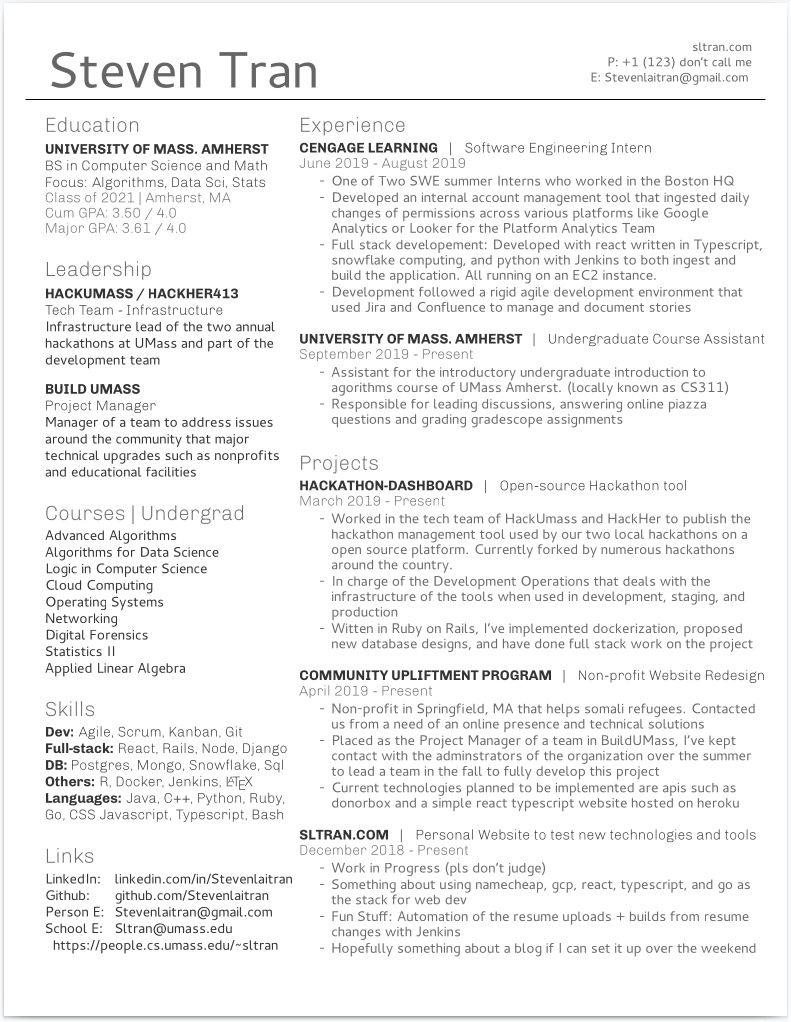 Steven Tran
sltran.com
P: +1 (123) don't call me
E: Stevenlaitran@gmail.com
Education
UNIVERSITY OF MASS. AMHERST
BS in Computer Science and Math
Focus: Algorithms, Data Sci, Stats
Class of 2021 | Amherst, MA
Cum GPA: 3.50 / 4.0
Major GPA: 3.61 / 4.0
Leadership
HACKUMASS / HACKHER413
Tech Team - Infrastructure
Infrastructure lead of the two annual
hackathons at UMass and part of the
development team
BUILD UMASS
Project Manager
Manager of a team to address issues
around the community that major
technical upgrades such as nonprofits
and educational facilities
Courses | Undergrad
Advanced Algorithms
Algorithms for Data Science
Logic in Computer Science
Cloud Computing
Operating Systems
Networking
Digital Forensics
Statistics II
Applied Linear Algebra
Skills
Dev: Agile, Scrum, Kanban, Git
Full-stack: React, Rails, Node, Django
DB: Postgres, Mongo, Snowflake, Sql
Others: R, Docker, Jenkins, LATEX
Languages: Java, C++, Python, Ruby,
Go, CSS Javascript, Typescript, Bash
Links
LinkedIn: linkedin.com/in/Stevenlaitran
Github: github.com/Stevenlaitran
Person E: Stevenlaitran@gmail.com
School E: Sltran@umass.edu
https://people.cs.umass.edu/~sltran
Experience
CENGAGE LEARNING | Software Engineering Intern
June 2019 - August 2019
- One of Two SWE summer Interns who worked in the Boston HQ
- Developed an internal account management tool that ingested daily
changes of permissions across various platforms like Google
Analytics or Looker for the Platform Analytics Team
- Full stack developement: Developed with react written in Typescript,
snowflake computing, and python with Jenkins to both ingest and
build the application. All running on an EC2 instance.
- Development followed a rigid agile development environment that
used Jira and Confluence to manage and document stories
UNIVERSITY OF MASS. AMHERST | Undergraduate Course Assistant
September 2019 - Present
- Assistant for the introductory undergraduate introduction to
agorithms course of UMass Amherst. (locally known as CS311)
- Responsible for leading discussions, answering online piazza
questions and grading gradescope assignments
Projects
HACKATHON-DASHBOARD | Open-source Hackathon tool
March 2019 - Present
- Worked in the tech team of HackUmass and HackHer to publish the
hackathon management tool used by our two local hackathons on a
open source platform. Currently forked by numerous hackathons
around the country.
- In charge of the Development Operations that deals with the
infrastructure of the tools when used in development, staging, and
production
- Witten in Ruby on Rails, I've implemented dockerization, proposed
new database designs, and have done full stack work on the project
COMMUNITY UPLIFTMENT PROGRAM | Non-profit Website Redesign
April 2019 - Present
- Non-profit in Springfield, MA that helps somali refugees. Contacted
us from a need of an online presence and technical solutions
- Placed as the Project Manager of a team in BuildUMass, I've kept
contact with the adminstrators of the organization over the summer
to lead a team in the fall to fully develop this project
- Current technologies planned to be implemented are apis such as
donorbox and a simple react typescript website hosted on heroku
SLTRAN.COM | Personal Website to test new technologies and tools
December 2018 - Present
- Work in Progress (pls don't judge)
- Something about using namecheap, gcp, react, typescript, and go as
the stack for web dev
- Fun Stuff: Automation of the resume uploads + builds from resume
changes with Jenkins
- Hopefully something about a blog if I can set it up over the weekend